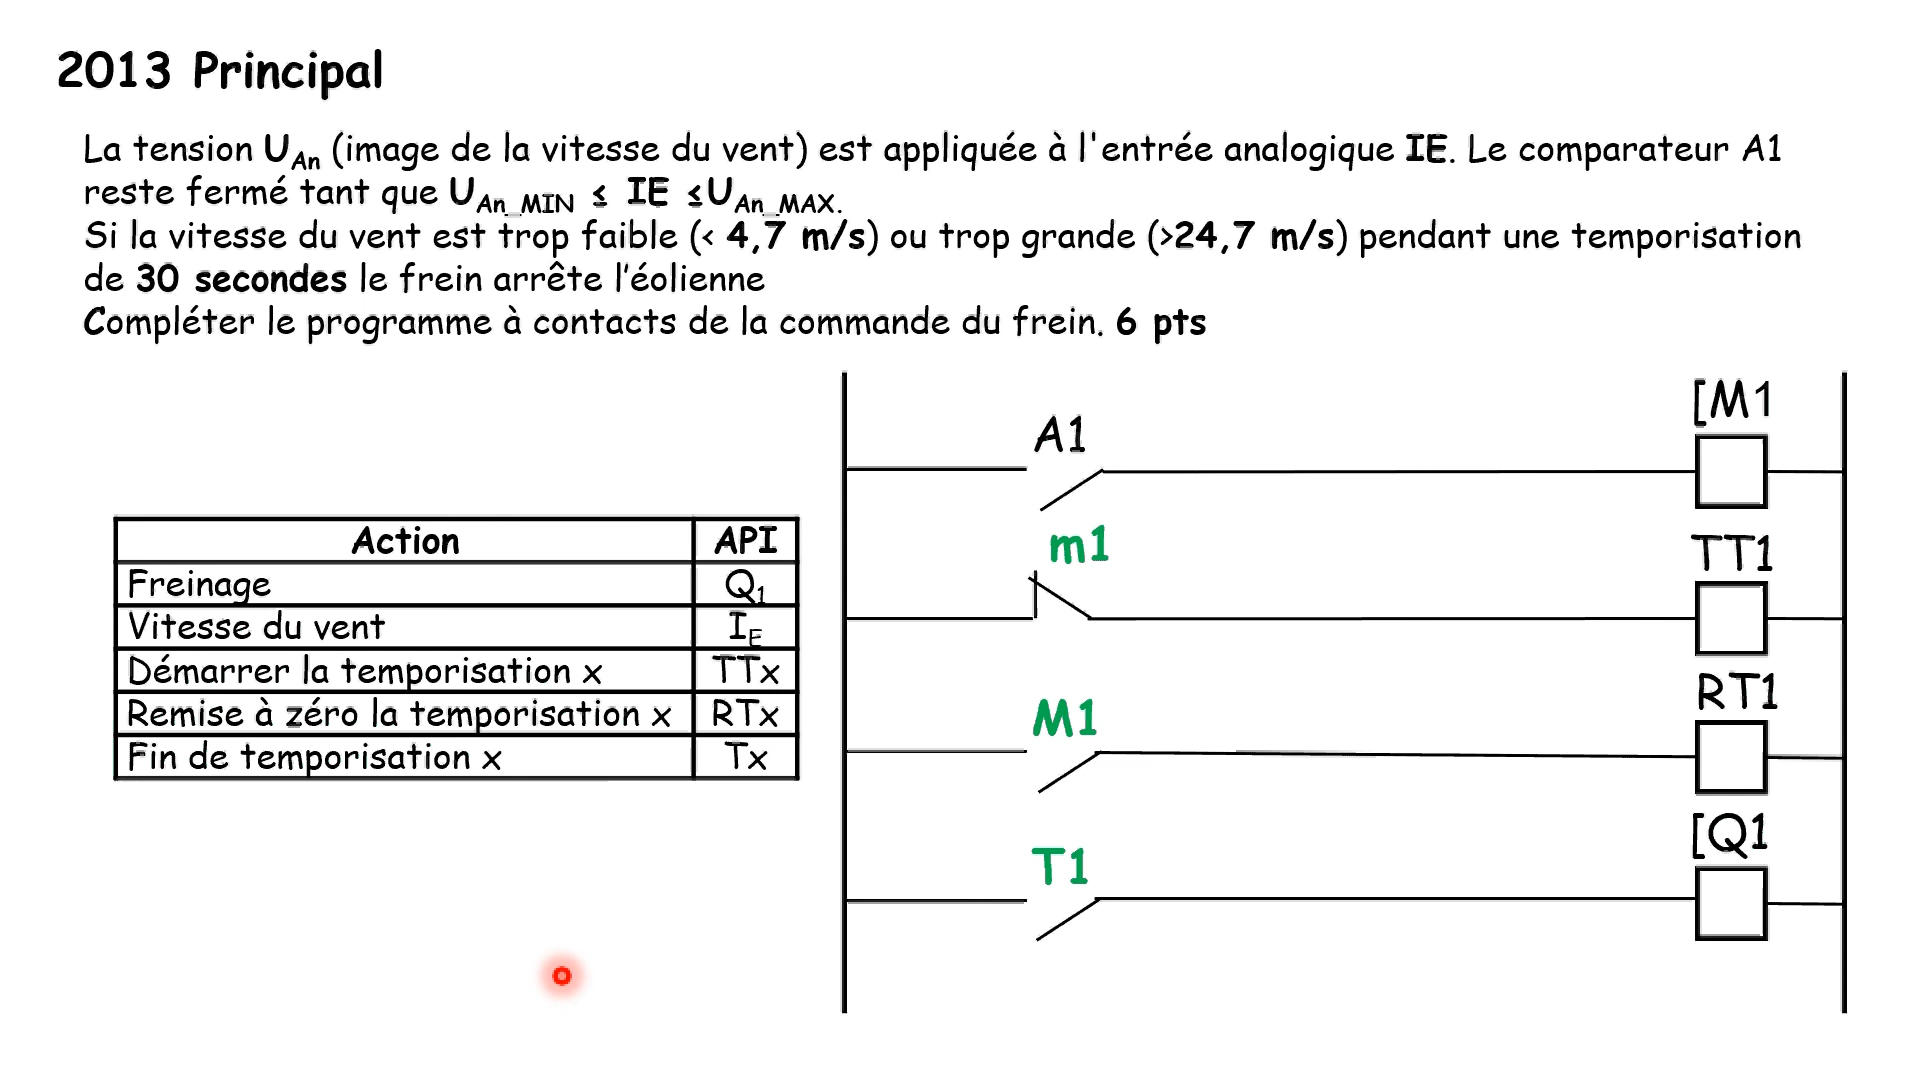 2013 Principal
La tension UAn (image de la vitesse du vent) est appliquée à l'entrée analogique IE. Le comparateur A1
reste fermé tant que UAn_MIN ≤ IE ≤UAn_MAX.
Si la vitesse du vent est trop faible (< 4,7 m/s) ou trop grande (>24,7 m/s) pendant une temporisation
de 30 secondes le frein arrête l’éolienne
Compléter le programme à contacts de la commande du frein. 6 pts
Action API
Freinage Q1
Vitesse du vent IE
Démarrer la temporisation x TTx
Remise à zéro la temporisation x RTx
Fin de temporisation x Tx
A1 [M1
m1 TT1
M1 RT1
T1 [Q1